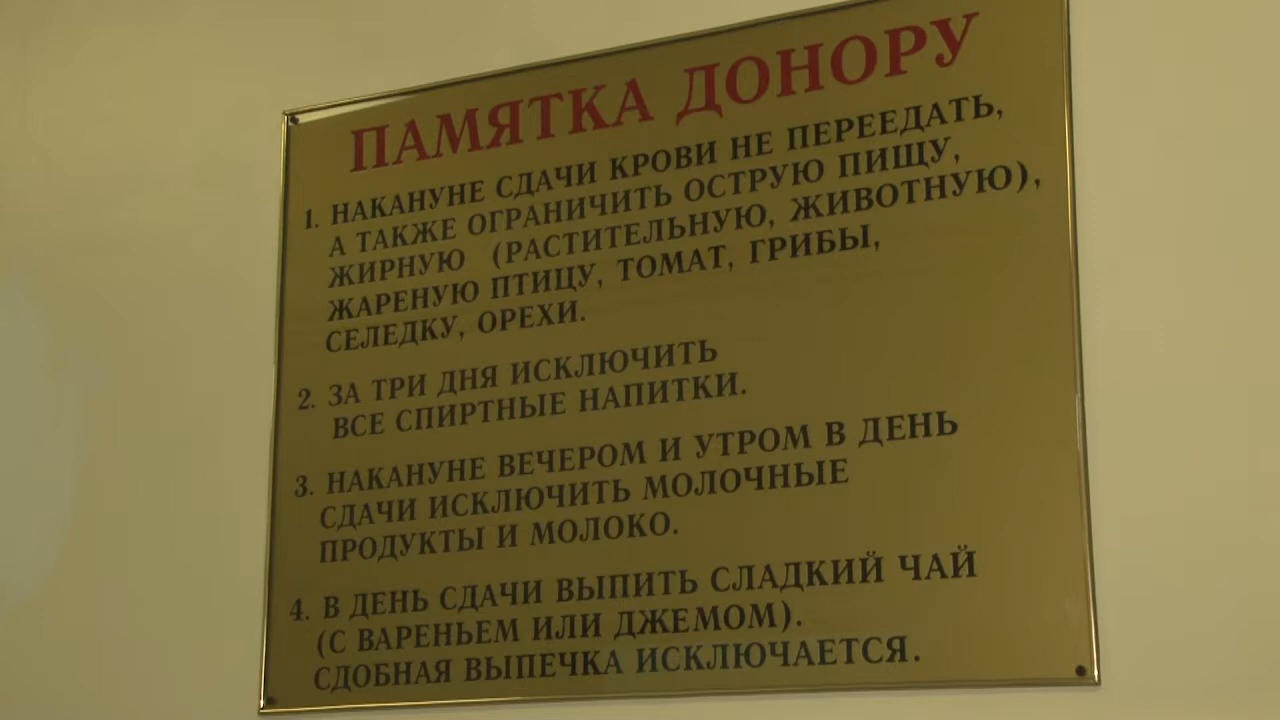 ПАМЯТКА ДОНОРУ
1. НАКАНУНЕ СДАЧИ КРОВИ НЕ ПЕРЕЕДАТЬ,
А ТАКЖЕ ОГРАНИЧИТЬ ОСТРУЮ ПИЩУ,
ЖИРНУЮ (РАСТИТЕЛЬНУЮ, ЖИВОТНУЮ),
ЖАРЕНУЮ ПТИЦУ, ТОМАТ, ГРИБЫ,
СЕЛЕДКУ, ОРЕХИ.
2. ЗА ТРИ ДНЯ ИСКЛЮЧИТЬ
ВСЕ СПИРТНЫЕ НАПИТКИ.
3. НАКАНУНЕ ВЕЧЕРОМ И УТРОМ В ДЕНЬ
СДАЧИ ИСКЛЮЧИТЬ МОЛОЧНЫЕ
ПРОДУКТЫ И МОЛОКО.
4. В ДЕНЬ СДАЧИ ВЫПИТЬ СЛАДКИЙ ЧАЙ
(С ВАРЕНЬЕМ ИЛИ ДЖЕМОМ).
СДОБНАЯ ВЫПЕЧКА ИСКЛЮЧАЕТСЯ.